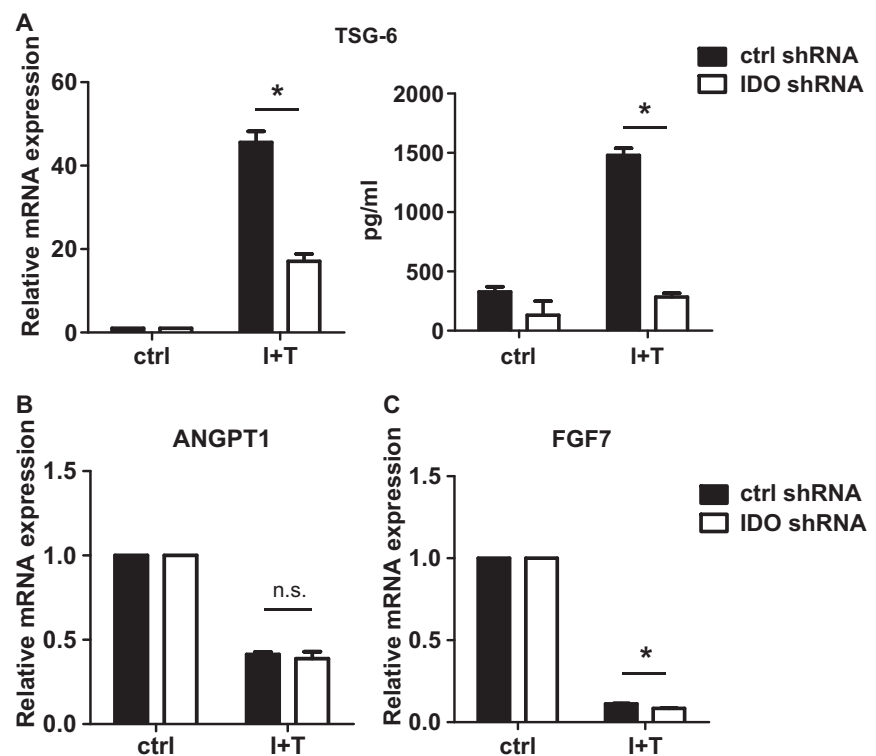 A
TSG-6
ctrl shRNA
IDO shRNA
Relative mRNA expression
60
40
20
0
*
ctrl
I+T
pg/ml
2000
1500
1000
500
0
*
ctrl
I+T
B
ANGPT1
Relative mRNA expression
1.5
1.0
0.5
0.0
n.s.
ctrl
I+T
C
FGF7
Relative mRNA expression
1.5
1.0
0.5
0.0
*
ctrl
I+T
ctrl shRNA
IDO shRNA